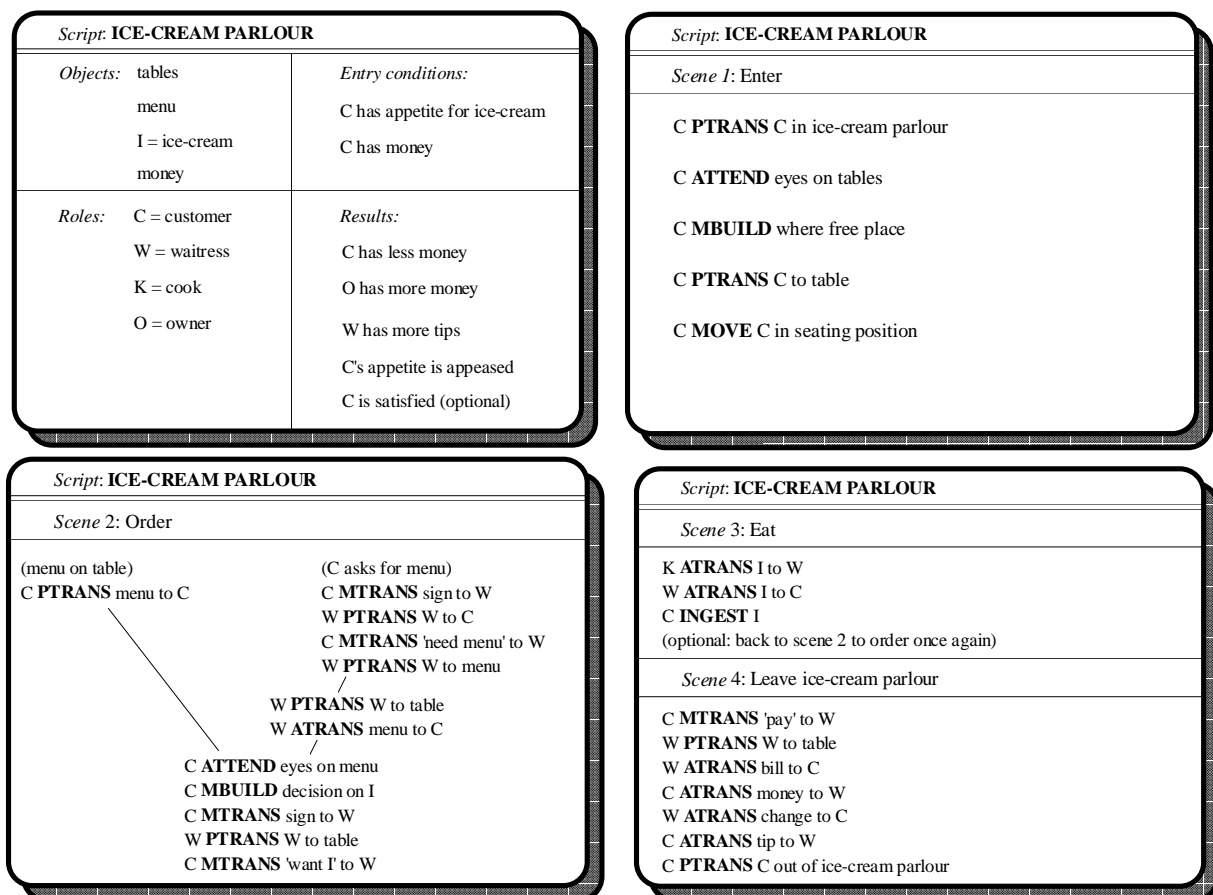 Script: ICE-CREAM PARLOUR
Objects: tables
menu
I = ice-cream
money
Entry conditions:
C has appetite for ice-cream
C has money
Roles: C = customer
W = waitress
K = cook
O = owner
Results:
C has less money
O has more money
W has more tips
C's appetite is appeased
C is satisfied (optional)
Script: ICE-CREAM PARLOUR
Scene 1: Enter
C PTRANS C in ice-cream parlour
C ATTEND eyes on tables
C MBUILD where free place
C PTRANS C to table
C MOVE C in seating position
Script: ICE-CREAM PARLOUR
Scene 2: Order
(menu on table)
C PTRANS menu to C
(C asks for menu)
C MTRANS sign to W
W PTRANS W to C
C MTRANS 'need menu' to W
W PTRANS W to menu
W PTRANS W to table
W ATRANS menu to C
C ATTEND eyes on menu
C MBUILD decision on I
C MTRANS sign to W
W PTRANS W to table
C MTRANS 'want I' to W
Script: ICE-CREAM PARLOUR
Scene 3: Eat
K ATRANS I to W
W ATRANS I to C
C INGEST I
(optional: back to scene 2 to order once again)
Scene 4: Leave ice-cream parlour
C MTRANS 'pay' to W
W PTRANS W to table
W ATRANS bill to C
C ATRANS money to W
W ATRANS change to C
C ATRANS tip to W
C PTRANS C out of ice-cream parlour